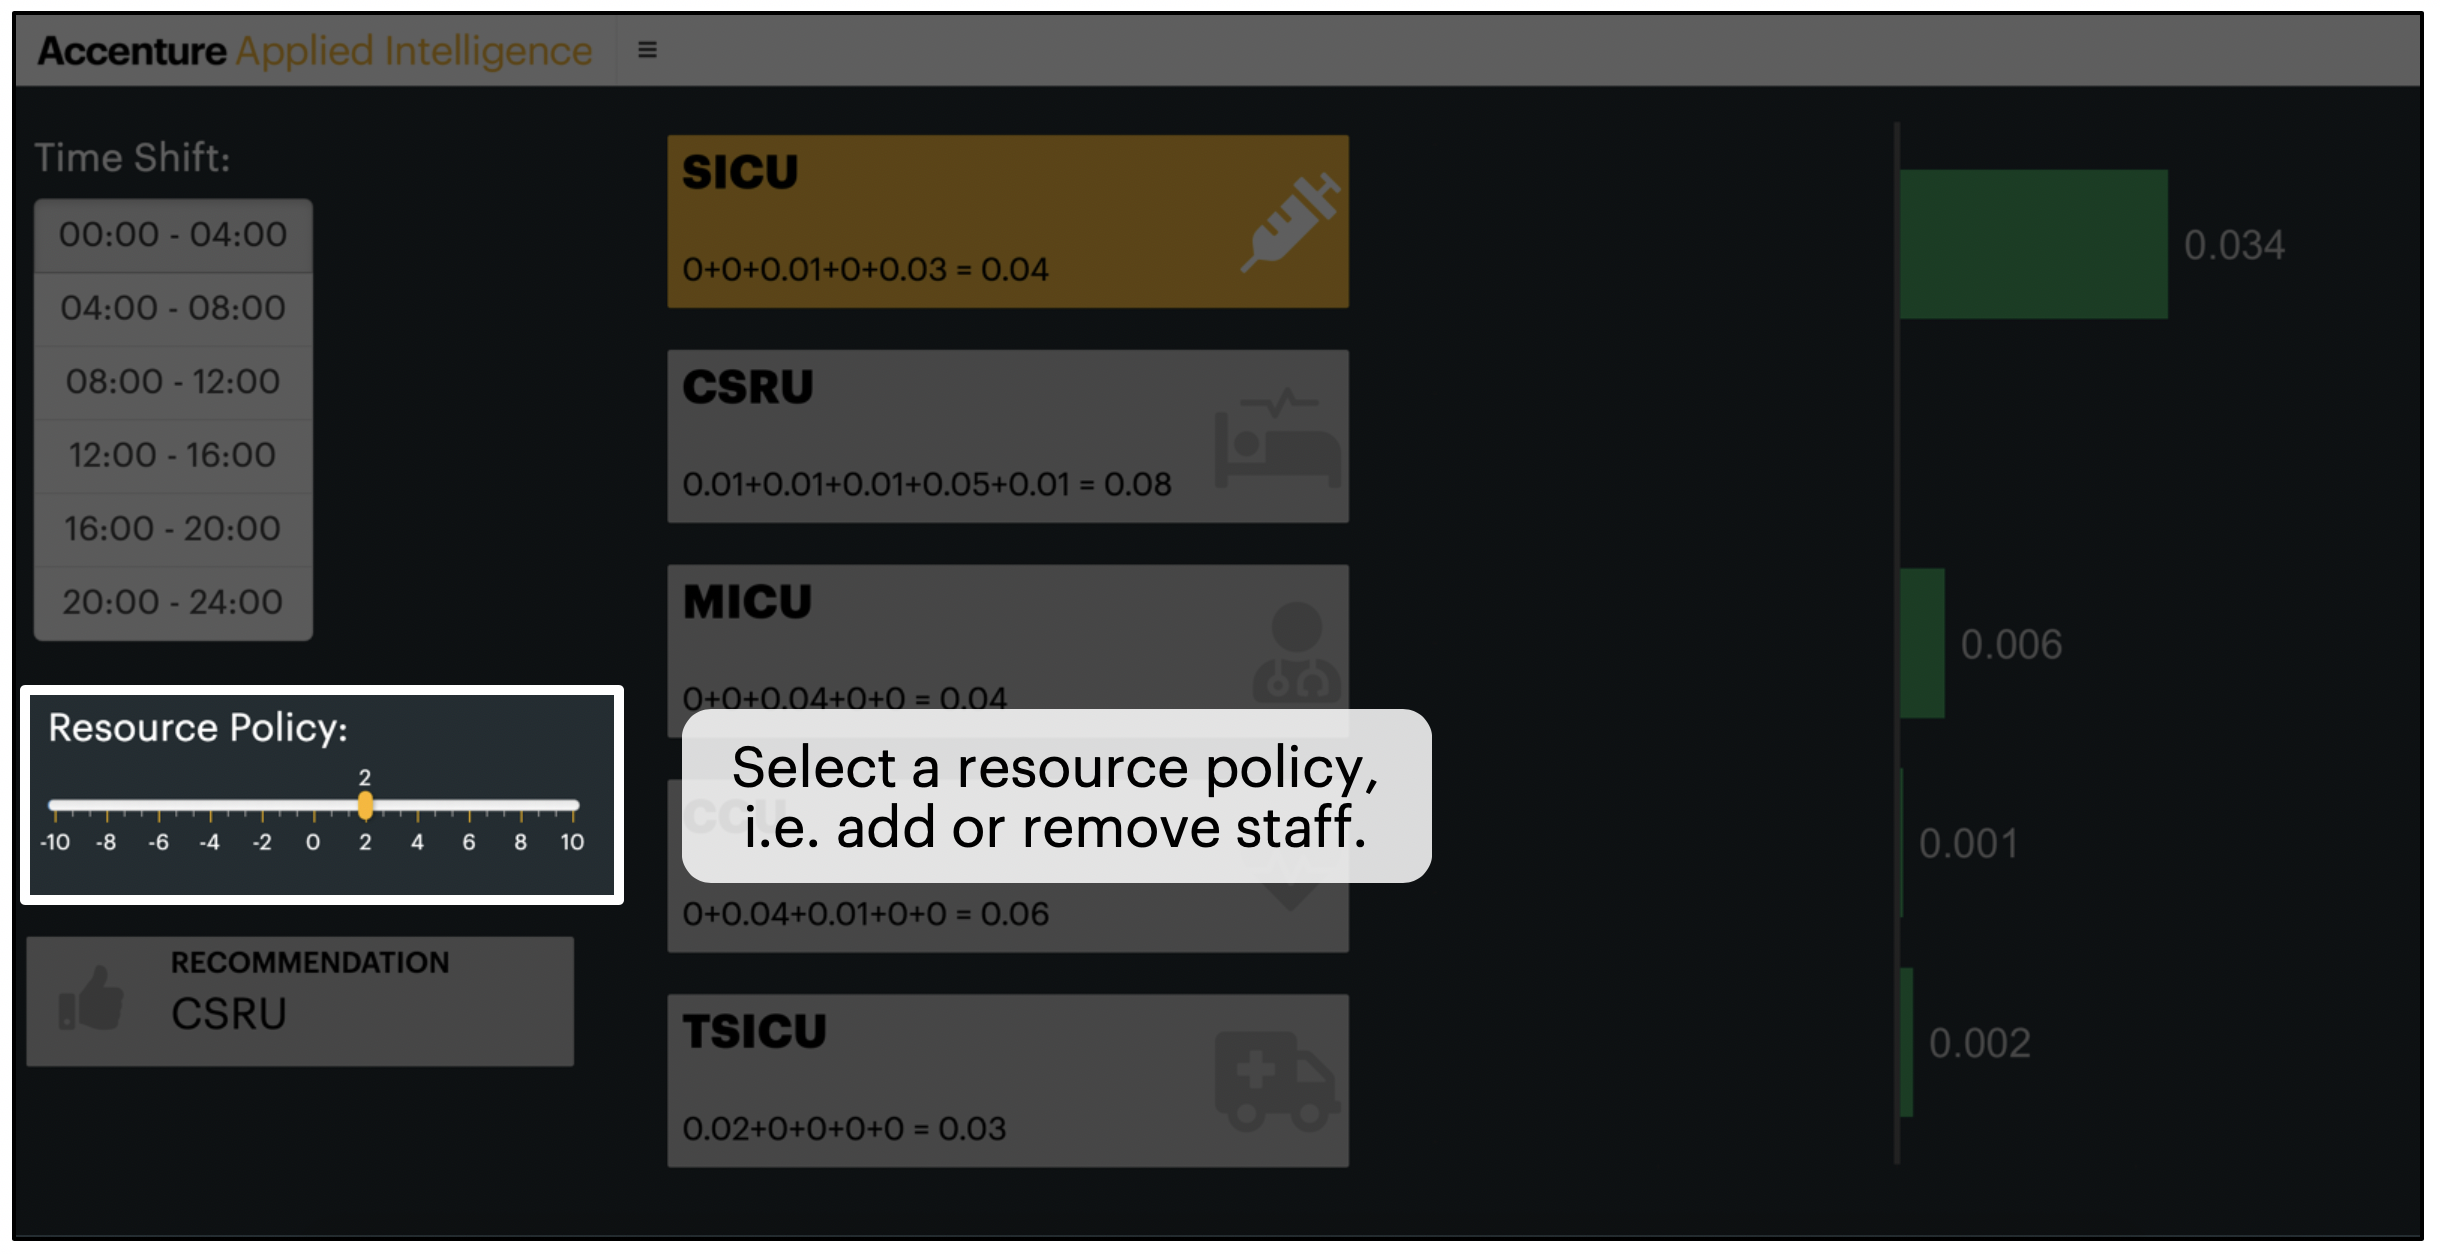 Accenture Applied Intelligence
Time Shift:
00:00 - 04:00
04:00 - 08:00
08:00 - 12:00
12:00 - 16:00
16:00 - 20:00
20:00 - 24:00
Resource Policy:
2
-10 -8 -6 -4 -2 0 2 4 6 8 10
RECOMMENDATION
CSRU
SICU
0+0+0.01+0+0.03 = 0.04
CSRU
0.01+0.01+0.01+0.05+0.01 = 0.08
MICU
0+0+0.04+0+0 = 0.04
Select a resource policy,
i.e. add or remove staff.
CCU
0+0.04+0.01+0+0 = 0.06
TSICU
0.02+0+0+0+0 = 0.03
0.034
0.006
0.001
0.002